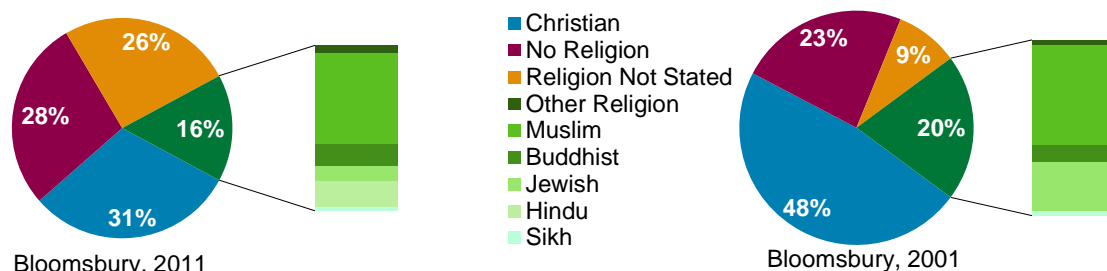 26%
28%
16%
31%
Bloomsbury, 2011
Christian
No Religion
Religion Not Stated
Other Religion
Muslim
Buddhist
Jewish
Hindu
Sikh
23%
9%
20%
48%
Bloomsbury, 2001